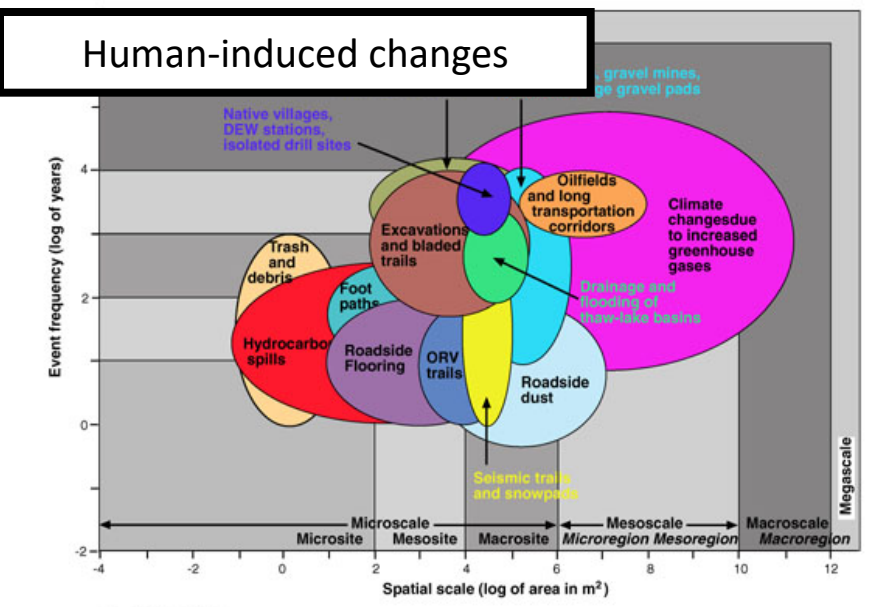 Human-induced changes
, gravel mines,
ge gravel pads
Native villages,
DEW stations,
isolated drill sites
Oilfields
and long
transportation
corridors
Climate
changesdue
to increased
greenhouse
gases
Excavations
and bladed
trails
Trash
and
debris
Foot
paths
Drainage and
flooding of
thaw-lake basins
Hydrocarbo
spills
Roadside
Flooring
ORV
trails
Roadside
dust
Seismic trails
and snowpads
Event frequency (log of years)
4
2
0
-2
Megascale
Microscale
Mesoscale
Macroscale
Microsite
Mesosite
Macrosite
Microregion
Mesoregion
Macroregion
-4
-2
0
2
4
6
8
10
12
Spatial scale (log of area in m²)